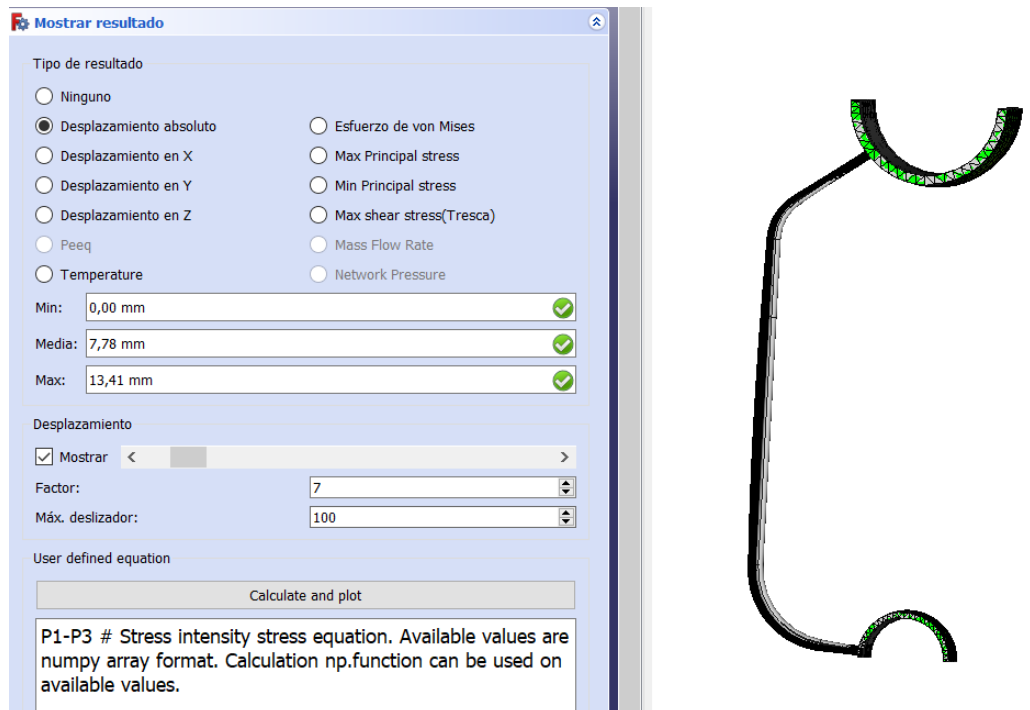 Mostrar resultado
Tipo de resultado
Ninguno
Desplazamiento absoluto
Esfuerzo de von Mises
Desplazamiento en X
Max Principal stress
Desplazamiento en Y
Min Principal stress
Desplazamiento en Z
Max shear stress(Tresca)
Peeq
Mass Flow Rate
Temperature
Network Pressure
Min: 0,00 mm
Media: 7,78 mm
Max: 13,41 mm
Desplazamiento
Mostrar
Factor: 7
Máx. deslizador: 100
User defined equation
Calculate and plot
P1-P3 # Stress intensity stress equation. Available values are
numpy array format. Calculation np.function can be used on
available values.